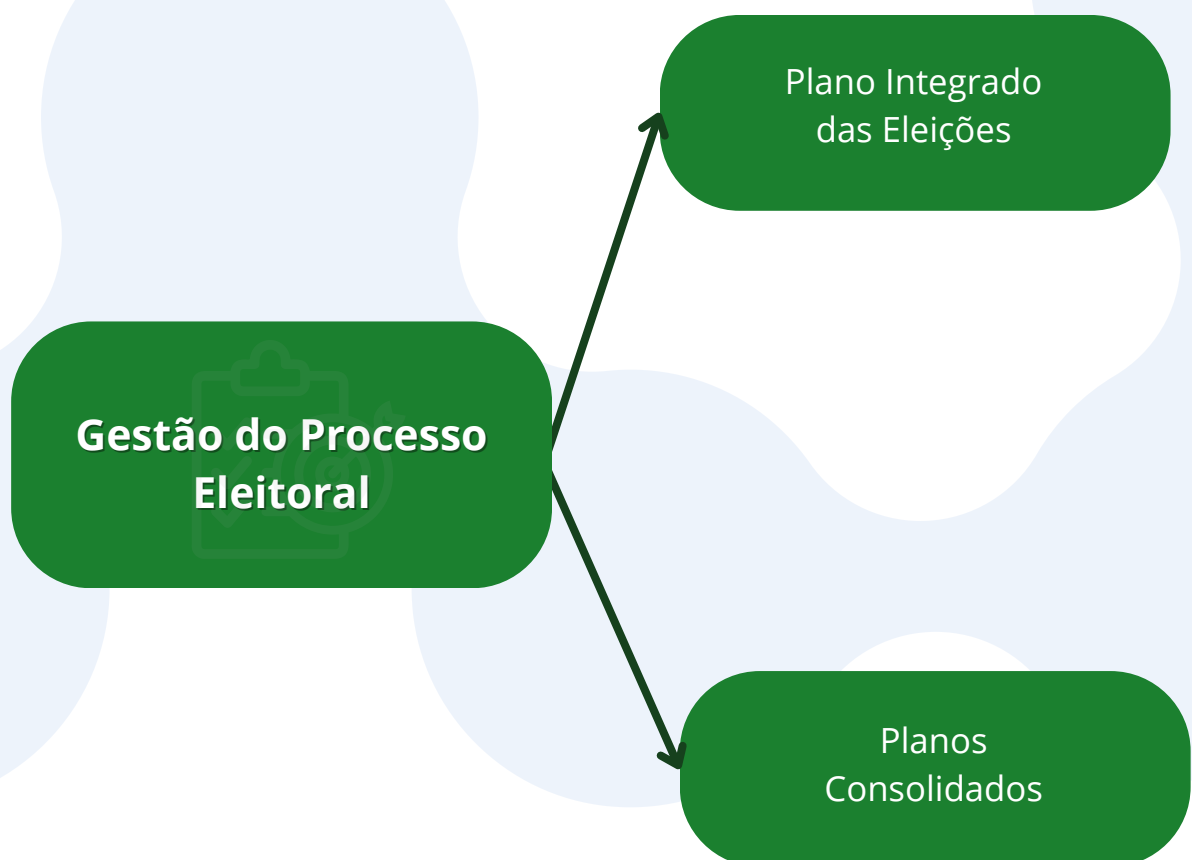 Plano Integrado
das Eleições
Gestão do Processo
Eleitoral
Planos
Consolidados